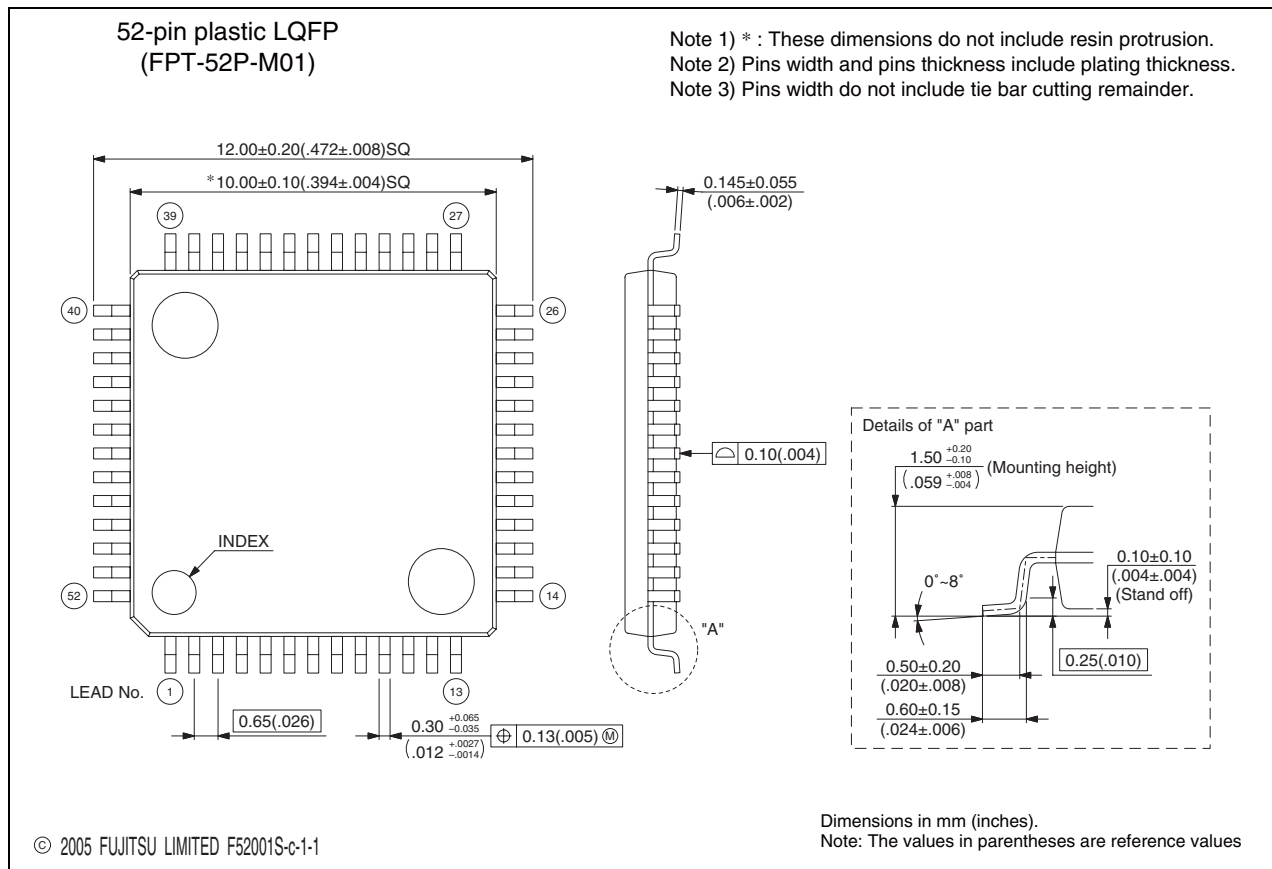 52-pin plastic LQFP
(FPT-52P-M01)
Note 1) * : These dimensions do not include resin protrusion.
Note 2) Pins width and pins thickness include plating thickness.
Note 3) Pins width do not include tie bar cutting remainder.
12.00±0.20(.472±.008)SQ
*10.00±0.10(.394±.004)SQ
0.145±0.055
(.006±.002)
39
27
40
26
0.10(.004)
Details of "A" part
1.50 +0.20 -0.10
(.059 +.008 -.004)
(Mounting height)
INDEX
0˚~8˚
0.10±0.10
(.004±.004)
(Stand off)
52
14
"A"
0.25(.010)
0.50±0.20
(.020±.008)
0.60±0.15
(.024±.006)
LEAD No.
1
13
0.65(.026)
0.30 +0.065 -0.035
(.012 +.0027 -.0014)
⌖ 0.13(.005) Ⓜ
© 2005 FUJITSU LIMITED F52001S-c-1-1
Dimensions in mm (inches).
Note: The values in parentheses are reference values